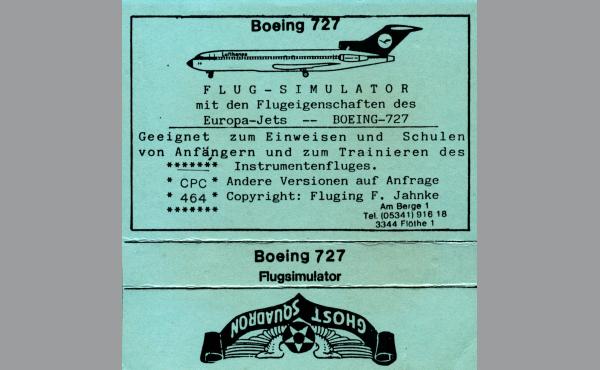 Boeing 727
Lufthansa
FLUG-SIMULATOR
mit den Flugeigenschaften des
Europa-Jets -- BOEING-727
Geeignet zum Einweisen und Schulen
von Anfängern und zum Trainieren des
******* Instrumentenfluges.
* CPC * Andere Versionen auf Anfrage
* 464 * Copyright: Fluging F. Jahnke
*******
Am Berge 1
Tel. (05341) 916 18
3344 Flöthe 1
Boeing 727
Flugsimulator
GHOST SQUADRON